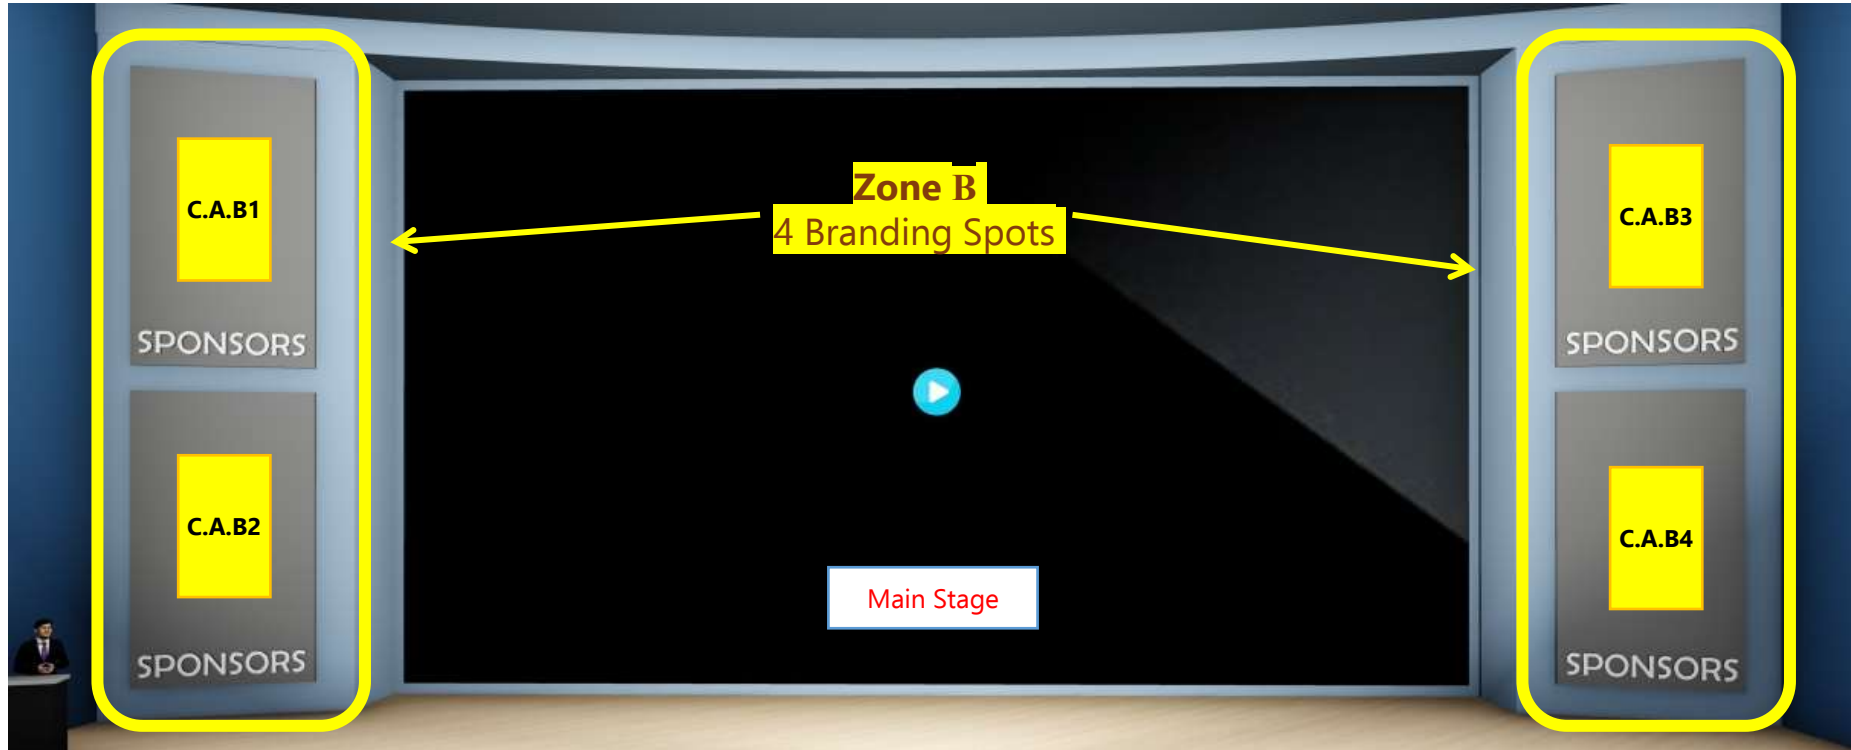 Zone B
4 Branding Spots
C.A.B1
SPONSORS
C.A.B2
SPONSORS
C.A.B3
SPONSORS
C.A.B4
SPONSORS
Main Stage